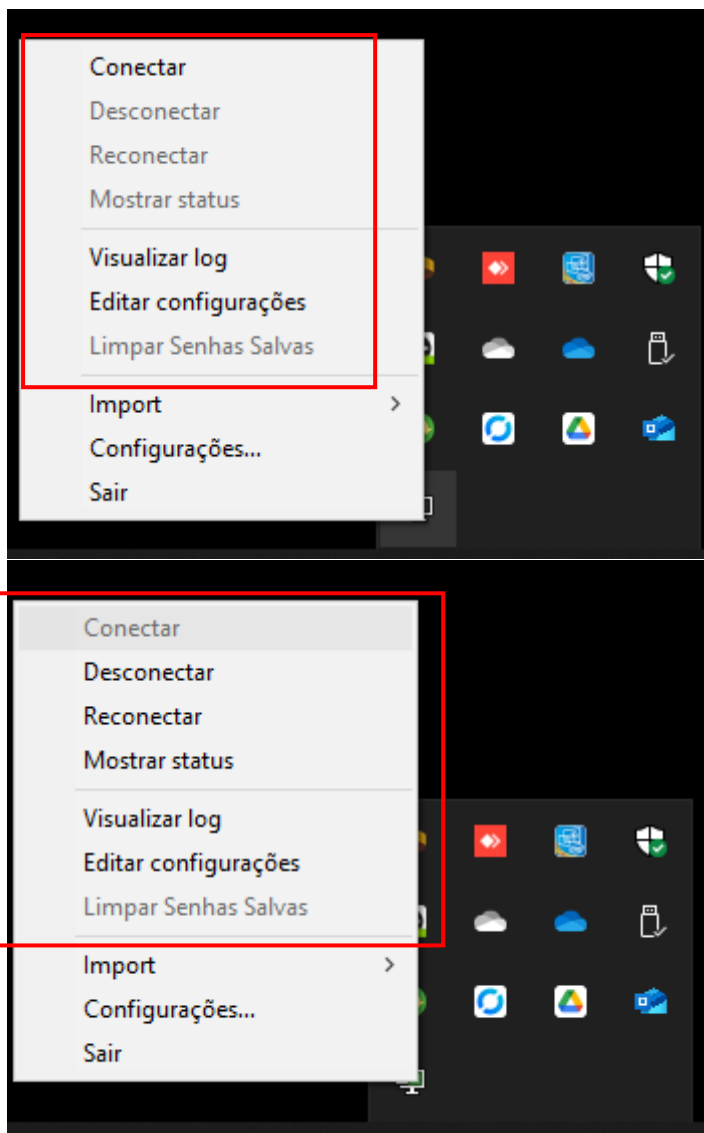 Conectar
Desconectar
Reconectar
Mostrar status
Visualizar log
Editar configurações
Limpar Senhas Salvas
Import
Configurações...
Sair
Conectar
Desconectar
Reconectar
Mostrar status
Visualizar log
Editar configurações
Limpar Senhas Salvas
Import
Configurações...
Sair